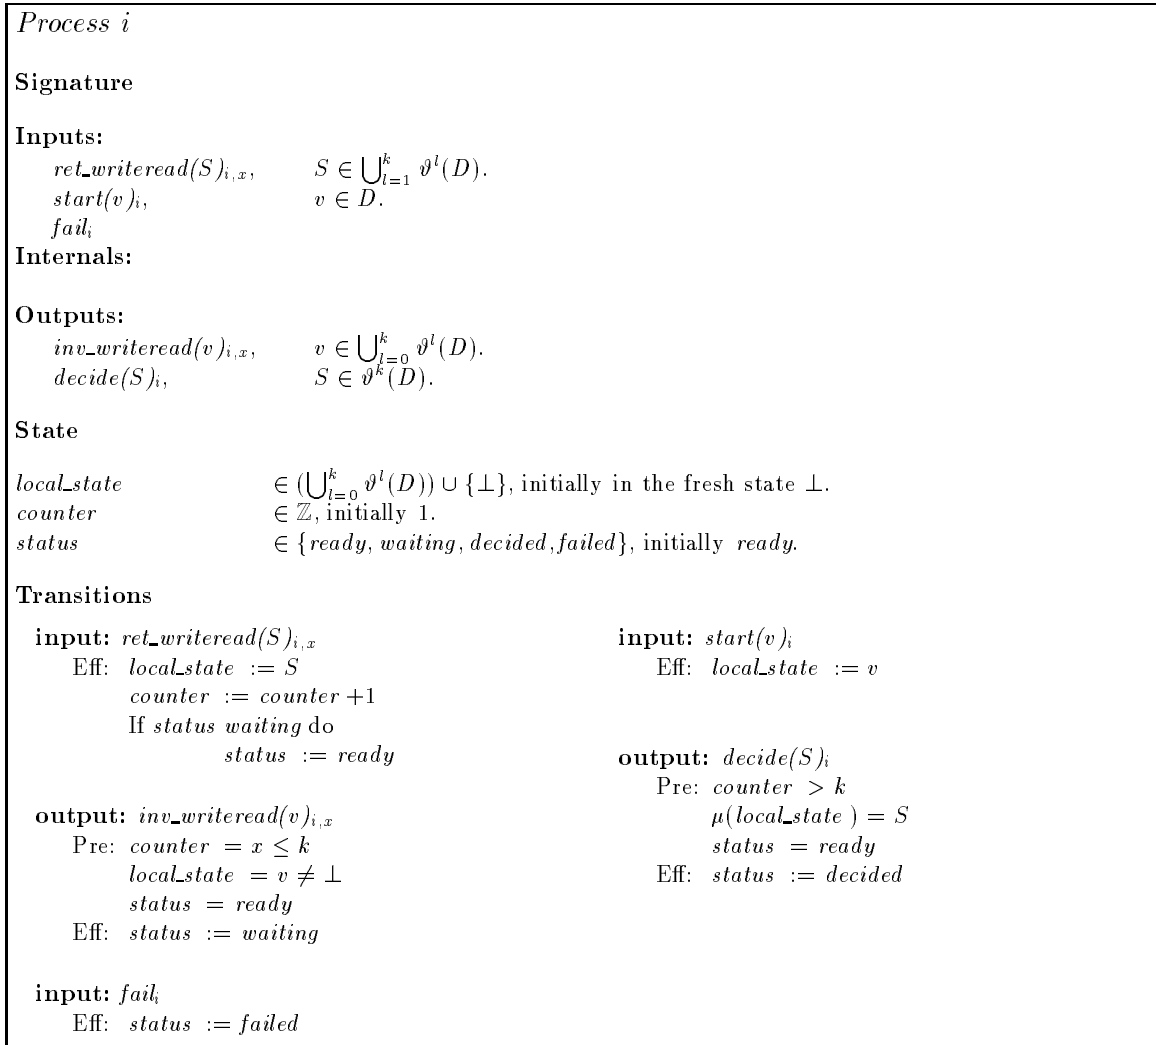 Process i
Signature
Inputs:
ret_writeread(S)_{i,x}, S ∈ ⋃_{l=1}^{k} ϑ^l(D).
start(v)_i, v ∈ D.
fail_i
Internals:
Outputs:
inv_writeread(v)_{i,x}, v ∈ ⋃_{l=0}^{k} ϑ^l(D).
decide(S)_i, S ∈ ϑ^k(D).
State
local_state ∈ (⋃_{l=0}^{k} ϑ^l(D)) ∪ {⊥}, initially in the fresh state ⊥.
counter ∈ ℤ, initially 1.
status ∈ {ready, waiting, decided,failed}, initially ready.
Transitions
input: ret_writeread(S)_{i,x}
Eff: local_state := S
counter := counter +1
If status waiting do
status := ready
output: inv_writeread(v)_{i,x}
Pre: counter = x ≤ k
local_state = v ≠ ⊥
status = ready
Eff: status := waiting
input: fail_i
Eff: status := failed
input: start(v)_i
Eff: local_state := v
output: decide(S)_i
Pre: counter > k
μ(local_state ) = S
status = ready
Eff: status := decided